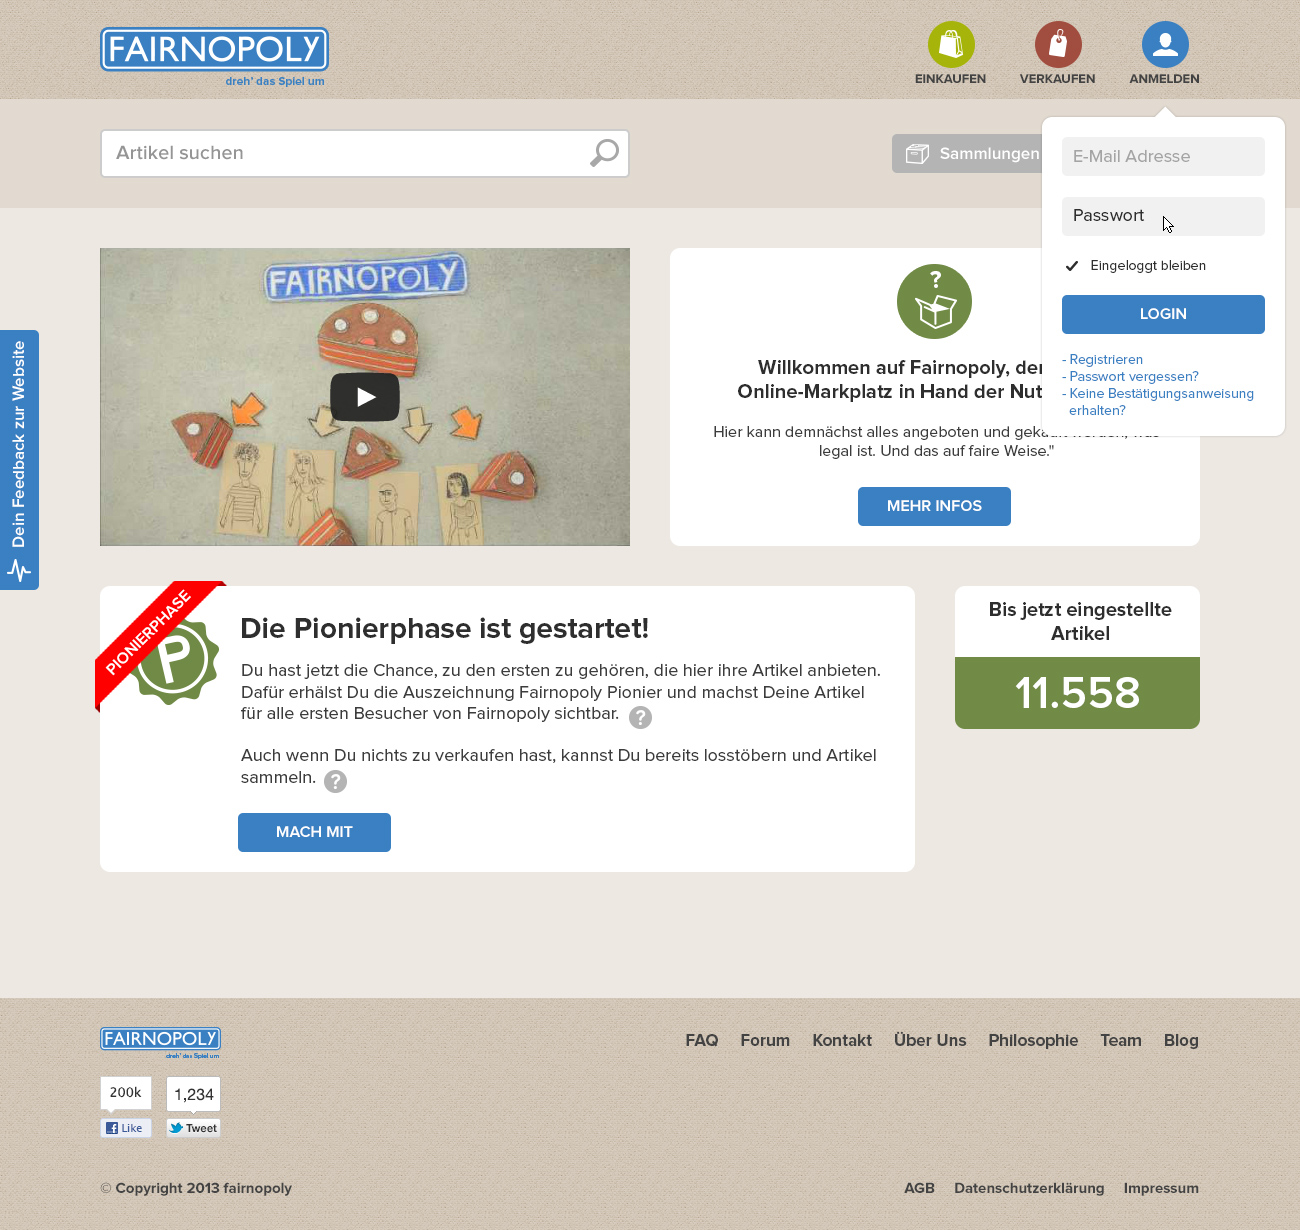 FAIRNOPOLY
dreh' das Spiel um
EINKAUFEN
VERKAUFEN
ANMELDEN
Artikel suchen
Sammlungen
E-Mail Adresse
Passwort
Eingeloggt bleiben
LOGIN
- Registrieren
- Passwort vergessen?
- Keine Bestätigungsanweisung
erhalten?
Dein Feedback zur Website
FAIRNOPOLY
?
Willkommen auf Fairnopoly, der
Online-Markplatz in Hand der Nut
Hier kann demnächst alles angeboten und gekauft werden, was
legal ist. Und das auf faire Weise."
MEHR INFOS
PIONIERPHASE
P
Die Pionierphase ist gestartet!
Du hast jetzt die Chance, zu den ersten zu gehören, die hier ihre Artikel anbieten.
Dafür erhälst Du die Auszeichnung Fairnopoly Pionier und machst Deine Artikel
für alle ersten Besucher von Fairnopoly sichtbar. ?
Auch wenn Du nichts zu verkaufen hast, kannst Du bereits losstöbern und Artikel
sammeln. ?
MACH MIT
Bis jetzt eingestellte
Artikel
11.558
FAIRNOPOLY
dreh' das Spiel um
FAQ Forum Kontakt Über Uns Philosophie Team Blog
200k
1,234
f Like
Tweet
© Copyright 2013 fairnopoly
AGB Datenschutzerklärung Impressum